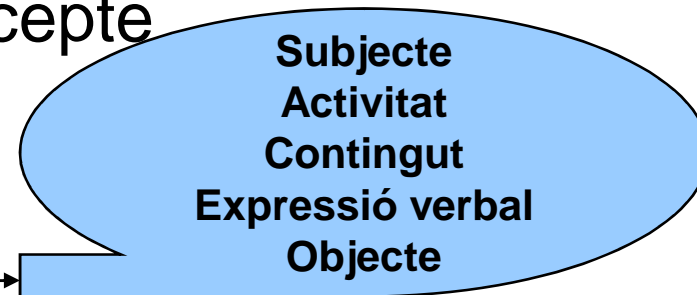 cepte
Subjecte
Activitat
Contingut
Expressió verbal
Objecte